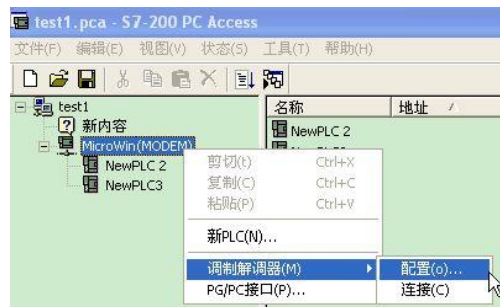 test1.pca - S7-200 PC Access
文件(F) 编辑(E) 视图(V) 状态(S) 工具(T) 帮助(H)
test1
新内容
MicroWin(MODEM)
NewPLC 2
NewPLC3
名称 地址
NewPLC 2
剪切(t) Ctrl+X
复制(C) Ctrl+C
粘贴(P) Ctrl+V
新PLC(N)...
调制解调器(M)
PG/PC接口(P)...
配置(o)...
连接(C)